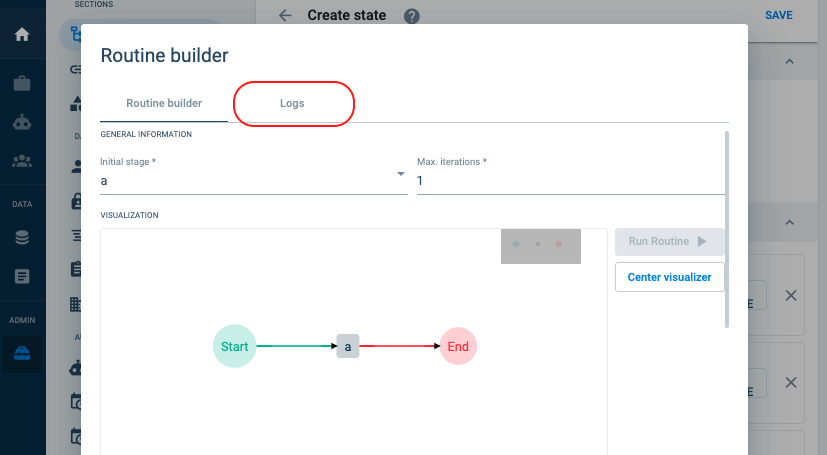 SECTIONS
Create state
?
SAVE
Routine builder
Routine builder
Logs
GENERAL INFORMATION
DATA
ADMIN
Initial stage *
a
Max. iterations *
1
VISUALIZATION
Run Routine
Center visualizer
Start
a
End
E
E